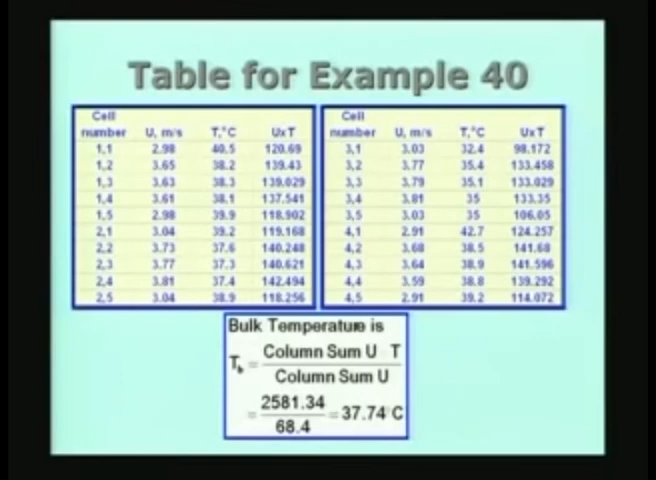 Table for Example 40
Cell number U, m/s T,°C UxT
1,1 2.98 40.5 120.69
1,2 3.65 38.2 139.43
1,3 3.63 38.3 139.029
1,4 3.61 38.1 137.541
1,5 2.98 39.9 118.902
2,1 3.04 39.2 119.168
2,2 3.73 37.6 140.248
2,3 3.77 37.3 140.621
2,4 3.81 37.4 142.494
2,5 3.04 38.9 118.256
Cell number U, m/s T,°C UxT
3,1 3.03 32.4 98.172
3,2 3.77 35.4 133.458
3,3 3.79 35.1 133.029
3,4 3.81 35 133.35
3,5 3.03 35 106.05
4,1 2.91 42.7 124.257
4,2 3.68 38.5 141.68
4,3 3.64 38.9 141.596
4,4 3.59 38.8 139.292
4,5 2.91 39.2 114.072
Bulk Temperature is
T_b = Column Sum U T / Column Sum U
= 2581.34 / 68.4 = 37.74°C